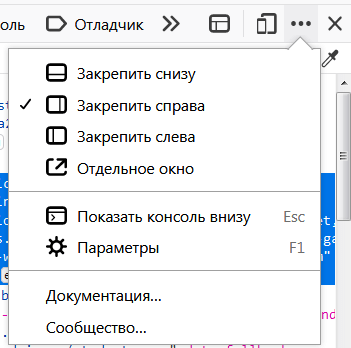 оль Отладчик
Закрепить снизу
Закрепить справа
Закрепить слева
Отдельное окно
Показать консоль внизу Esc
Параметры F1
Документация...
Сообщество...